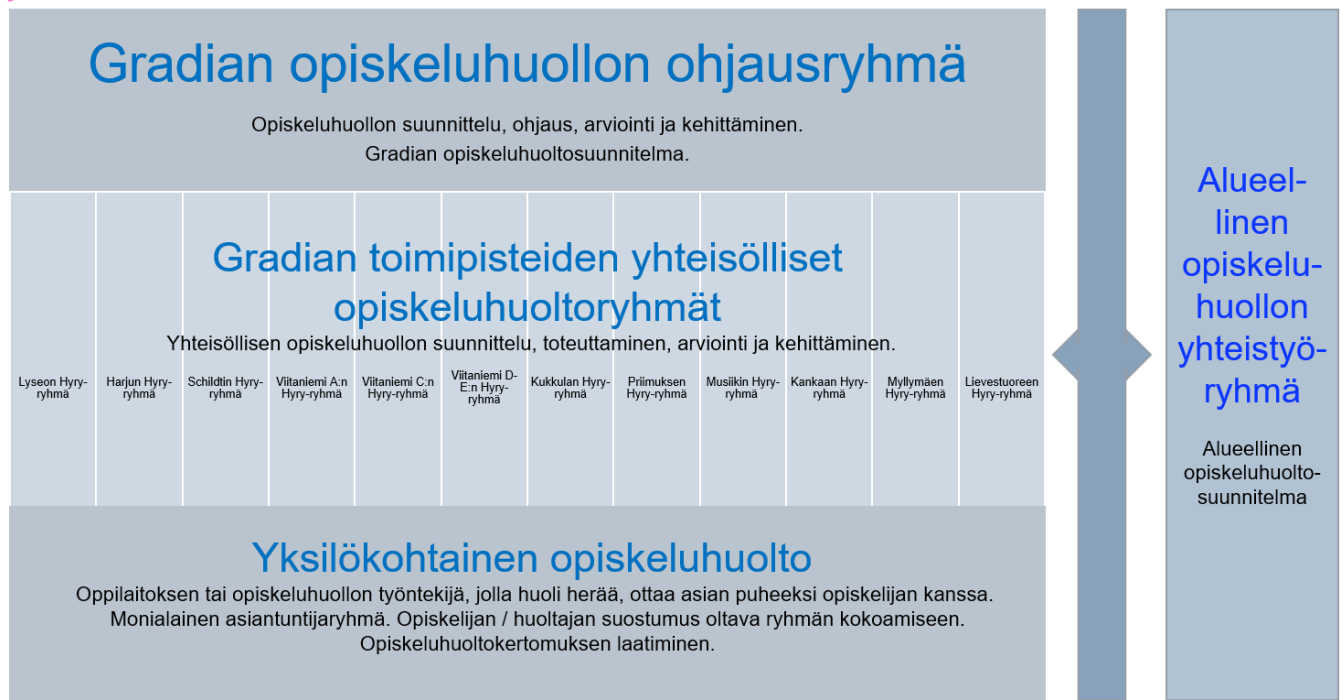 Gradian opiskeluhuollon ohjausryhmä
Opiskeluhuollon suunnittelu, ohjaus, arviointi ja kehittäminen.
Gradian opiskeluhuoltosuunnitelma.
Gradian toimipisteiden yhteisölliset
opiskeluhuoltoryhmät
Yhteisöllisen opiskeluhuollon suunnittelu, toteuttaminen, arviointi ja kehittäminen.
Lyseon Hyry-
ryhmä
Harjun Hyry-
ryhmä
Schildtin Hyry-
ryhmä
Viitaniemi A:n
Hyry-ryhmä
Viitaniemi C:n
Hyry-ryhmä
Viitaniemi D-
E:n Hyry-
ryhmä
Kukkulan Hyry-
ryhmä
Priimuksen
Hyry-ryhmä
Musiikin Hyry-
ryhmä
Kankaan Hyry-
ryhmä
Myllymäen
Hyry-ryhmä
Lievestuoreen
Hyry-ryhmä
Yksilökohtainen opiskeluhuolto
Oppilaitoksen tai opiskeluhuollon työntekijä, jolla huoli herää, ottaa asian puheeksi opiskelijan kanssa.
Monialainen asiantuntijaryhmä. Opiskelijan / huoltajan suostumus oltava ryhmän kokoamiseen.
Opiskeluhuoltokertomuksen laatiminen.
Alueel-
linen
opiskelu-
huollon
yhteistyö-
ryhmä
Alueellinen
opiskeluhuolto-
suunnitelma